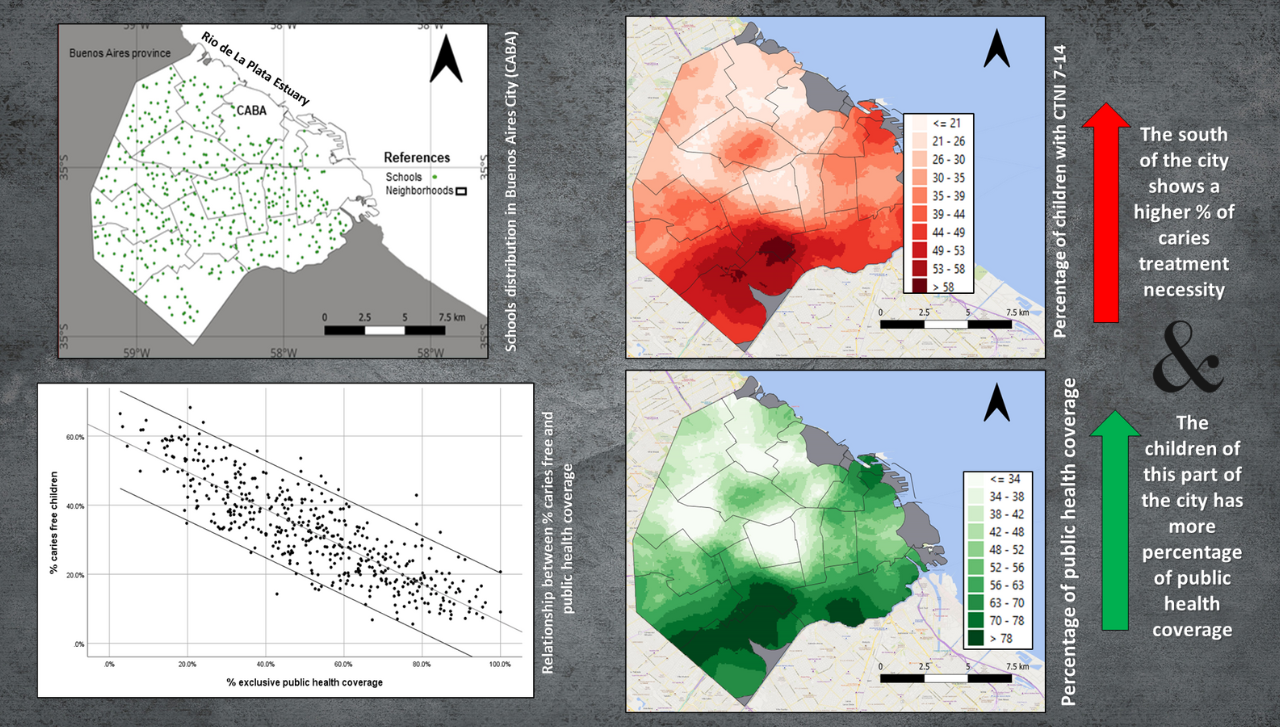 59°W
58°W
58°W
Buenos Aires province
Rio de La Plata Estuary
CABA
References
Schools
Neighborhoods
35°S
35°S
35°S
35°S
0
2.5
5
7.5 km
59°W
58°W
58°W
Schools distribution in Buenos Aires City (CABA)
<= 21
21 - 26
26 - 30
30 - 35
35 - 39
39 - 44
44 - 49
49 - 53
53 - 58
> 58
0
2.5
5
7.5 km
Percentage of children with CTNI 7-14
The south
of the city
shows a
higher % of
caries
treatment
necessity
&
60.0%
40.0%
20.0%
.0%
% caries free children
.0%
20.0%
40.0%
60.0%
80.0%
100.0%
% exclusive public health coverage
Relationship between % caries free and
public health coverage
<= 34
34 - 38
38 - 42
42 - 48
48 - 52
52 - 56
56 - 63
63 - 70
70 - 78
> 78
0
2.5
5
7.5 km
Percentage of public health coverage
The
children of
this part of
the city has
more
percentage
of public
health
coverage